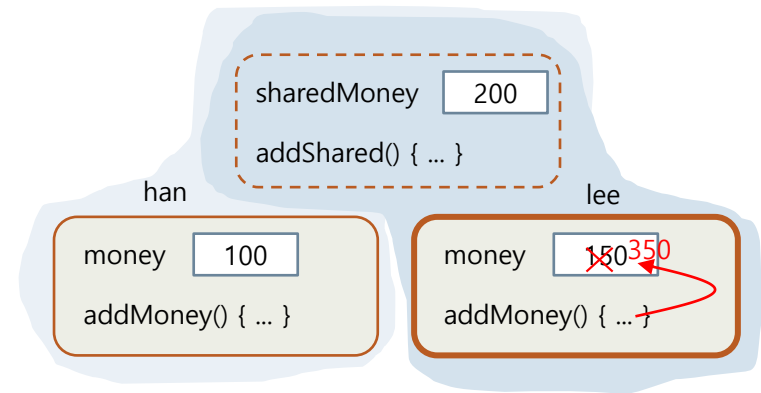 sharedMoney 200
addShared() { ... }
han
lee
money 100
addMoney() { ... }
money 150 350
addMoney() { ... }